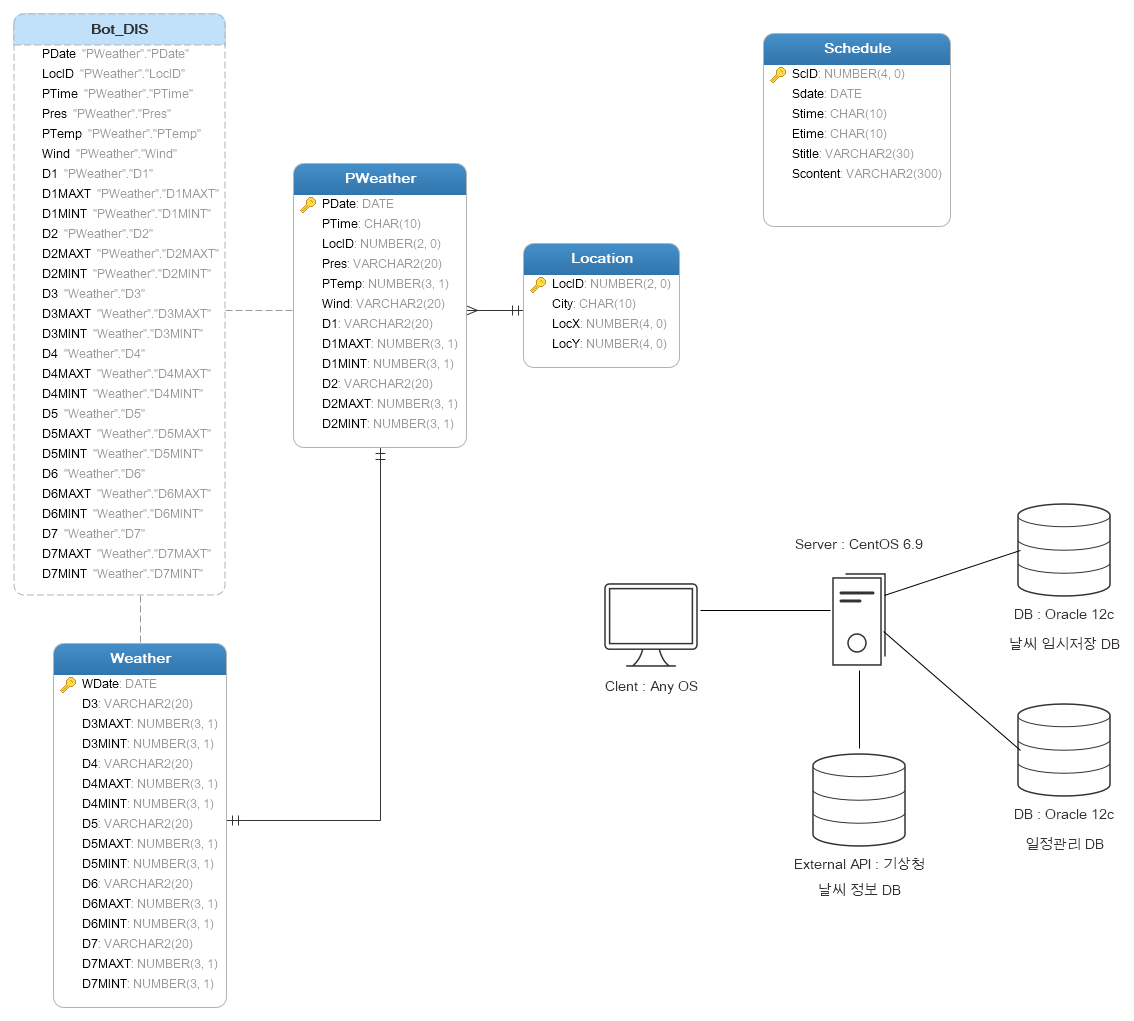 Bot_DIS
PDate "PWeather"."PDate"
LocID "PWeather"."LocID"
PTime "PWeather"."PTime"
Pres "PWeather"."Pres"
PTemp "PWeather"."PTemp"
Wind "PWeather"."Wind"
D1 "PWeather"."D1"
D1MAXT "PWeather"."D1MAXT"
D1MINT "PWeather"."D1MINT"
D2 "PWeather"."D2"
D2MAXT "PWeather"."D2MAXT"
D2MINT "PWeather"."D2MINT"
D3 "Weather"."D3"
D3MAXT "Weather"."D3MAXT"
D3MINT "Weather"."D3MINT"
D4 "Weather"."D4"
D4MAXT "Weather"."D4MAXT"
D4MINT "Weather"."D4MINT"
D5 "Weather"."D5"
D5MAXT "Weather"."D5MAXT"
D5MINT "Weather"."D5MINT"
D6 "Weather"."D6"
D6MAXT "Weather"."D6MAXT"
D6MINT "Weather"."D6MINT"
D7 "Weather"."D7"
D7MAXT "Weather"."D7MAXT"
D7MINT "Weather"."D7MINT"
PWeather
PDate: DATE
PTime: CHAR(10)
LocID: NUMBER(2, 0)
Pres: VARCHAR2(20)
PTemp: NUMBER(3, 1)
Wind: VARCHAR2(20)
D1: VARCHAR2(20)
D1MAXT: NUMBER(3, 1)
D1MINT: NUMBER(3, 1)
D2: VARCHAR2(20)
D2MAXT: NUMBER(3, 1)
D2MINT: NUMBER(3, 1)
Location
LocID: NUMBER(2, 0)
City: CHAR(10)
LocX: NUMBER(4, 0)
LocY: NUMBER(4, 0)
Schedule
ScID: NUMBER(4, 0)
Sdate: DATE
Stime: CHAR(10)
Etime: CHAR(10)
Stitle: VARCHAR2(30)
Scontent: VARCHAR2(300)
Weather
WDate: DATE
D3: VARCHAR2(20)
D3MAXT: NUMBER(3, 1)
D3MINT: NUMBER(3, 1)
D4: VARCHAR2(20)
D4MAXT: NUMBER(3, 1)
D4MINT: NUMBER(3, 1)
D5: VARCHAR2(20)
D5MAXT: NUMBER(3, 1)
D5MINT: NUMBER(3, 1)
D6: VARCHAR2(20)
D6MAXT: NUMBER(3, 1)
D6MINT: NUMBER(3, 1)
D7: VARCHAR2(20)
D7MAXT: NUMBER(3, 1)
D7MINT: NUMBER(3, 1)
Server : CentOS 6.9
Clent : Any OS
DB : Oracle 12c
날씨 임시저장 DB
DB : Oracle 12c
일정관리 DB
External API : 기상청
날씨 정보 DB